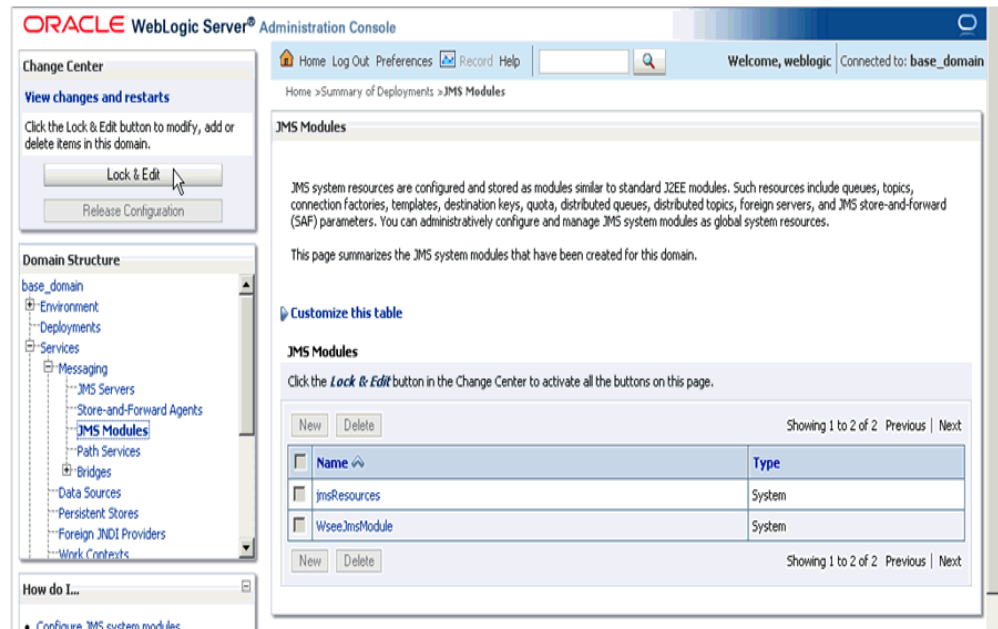 ORACLE WebLogic Server® Administration Console
Change Center
View changes and restarts
Click the Lock & Edit button to modify, add or
delete items in this domain.
Lock & Edit
Release Configuration
Domain Structure
base_domain
Environment
Deployments
Services
Messaging
JMS Servers
Store-and-Forward Agents
JMS Modules
Path Services
Bridges
Data Sources
Persistent Stores
Foreign JNDI Providers
Work Contexts
How do I...
Configure JMS system modules
Home Log Out Preferences Record Help
Welcome, weblogic Connected to: base_domain
Home >Summary of Deployments >JMS Modules
JMS Modules
JMS system resources are configured and stored as modules similar to standard J2EE modules. Such resources include queues, topics,
connection factories, templates, destination keys, quota, distributed queues, distributed topics, foreign servers, and JMS store-and-forward
(SAF) parameters. You can administratively configure and manage JMS system modules as global system resources.
This page summarizes the JMS system modules that have been created for this domain.
Customize this table
JMS Modules
Click the Lock & Edit button in the Change Center to activate all the buttons on this page.
New Delete Showing 1 to 2 of 2 Previous | Next
Name Type
jmsResources System
WseeJmsModule System
New Delete Showing 1 to 2 of 2 Previous | Next